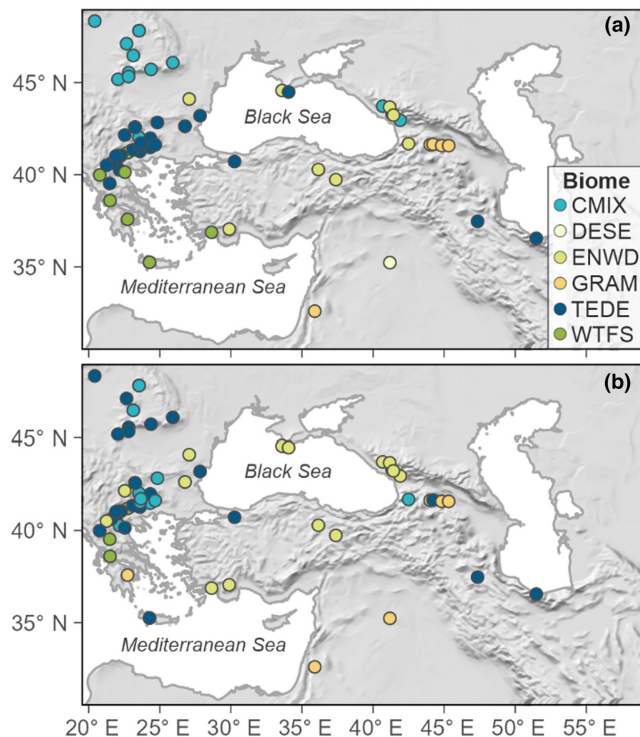 (a)
45° N
Black Sea
40° N
Biome
CMIX
DESE
ENWD
GRAM
TEDE
WTFS
35° N
Mediterranean Sea
(b)
45° N
Black Sea
40° N
35° N
Mediterranean Sea
20° E 25° E 30° E 35° E 40° E 45° E 50° E 55° E